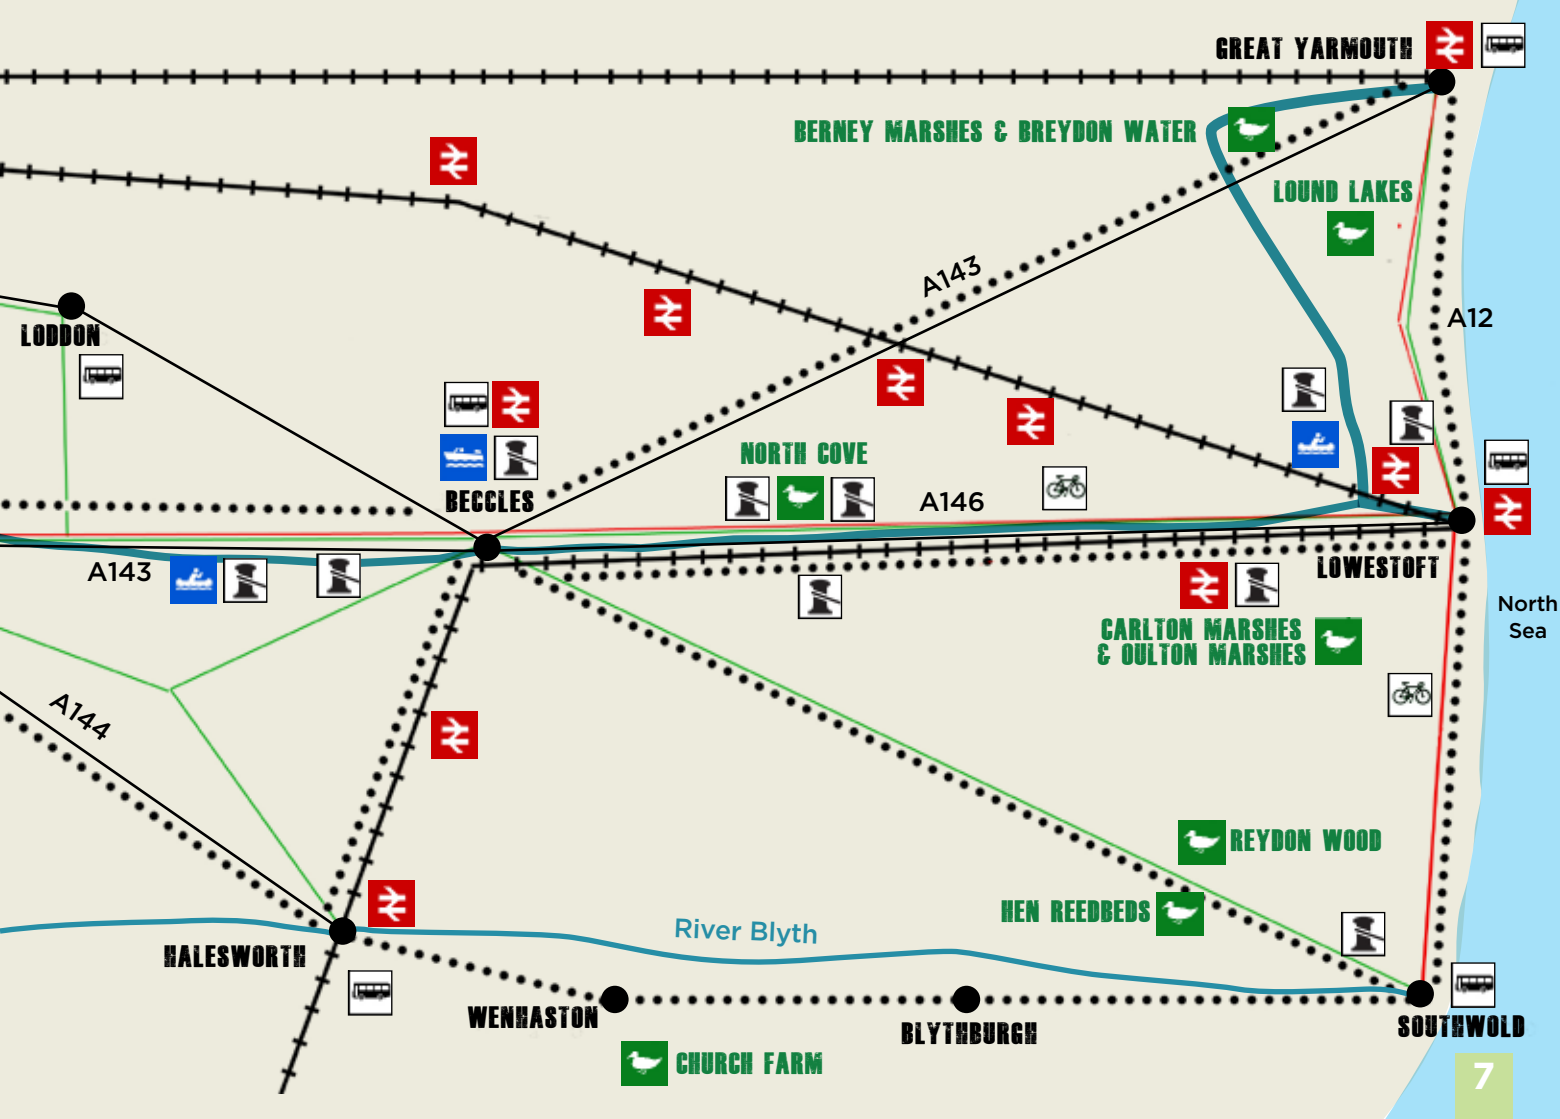 GREAT YARMOUTH
BERNEY MARSHES & BREYDON WATER
LOUND LAKES
A143
A12
LODDON
NORTH COVE
BECCLES
A146
A143
LOWESTOFT
North
Sea
CARLTON MARSHES
& OULTON MARSHES
A144
REYDON WOOD
HEN REEDBEDS
River Blyth
HALESWORTH
WENHASTON
BLYTHBURGH
SOUTHWOLD
CHURCH FARM
7